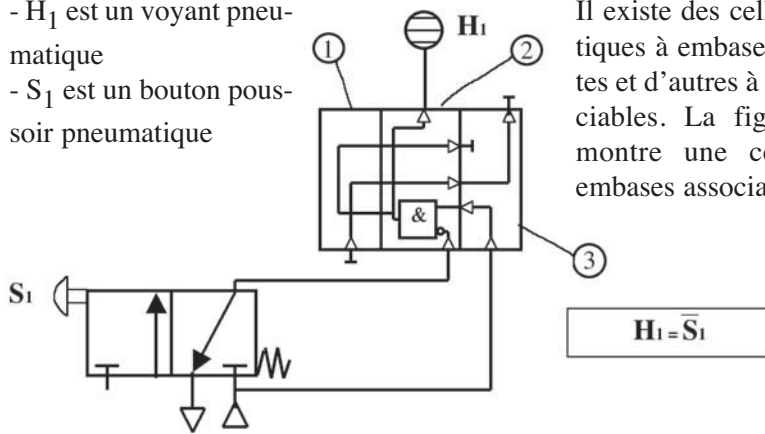 - H1 est un voyant pneu-
matique
- S1 est un bouton pous-
soir pneumatique
H1
1
2
Il existe des cell
tiques à embase
tes et d'autres à
ciables. La fig
montre une co
embases associa
&
3
S1
H1 = S̅1